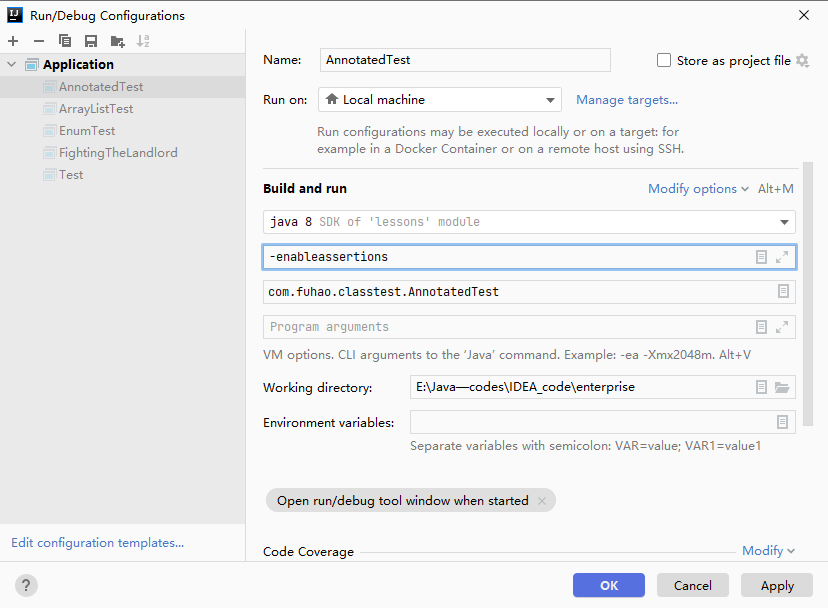 Run/Debug Configurations
Application
AnnotatedTest
ArrayListTest
EnumTest
FightingTheLandlord
Test
Edit configuration templates...
Name: AnnotatedTest Store as project file
Run on: Local machine Manage targets...
Run configurations may be executed locally or on a target: for
example in a Docker Container or on a remote host using SSH.
Build and run Modify options Alt+M
java 8 SDK of 'lessons' module
-enableassertions
com.fuhao.classtest.AnnotatedTest
Program arguments
VM options. CLI arguments to the ‘Java’ command. Example: -ea -Xmx2048m. Alt+V
Working directory: E:\Java—codes\IDEA_code\enterprise
Environment variables:
Separate variables with semicolon: VAR=value; VAR1=value1
Open run/debug tool window when started
Code Coverage Modify
? OK Cancel Apply